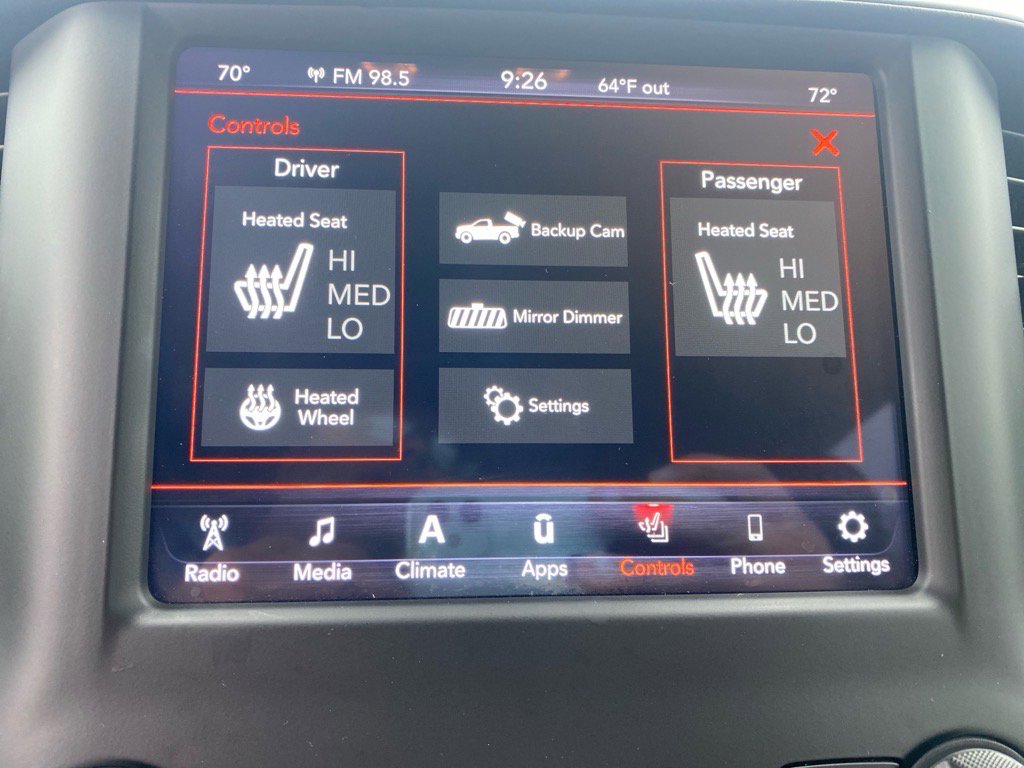 70° FM 98.5 9:26 64°F out 72°
Controls
Driver
Heated Seat
HI
MED
LO
Heated
Wheel
Backup Cam
Mirror Dimmer
Settings
Passenger
Heated Seat
HI
MED
LO
A
Radio Media Climate Apps Controls Phone Settings